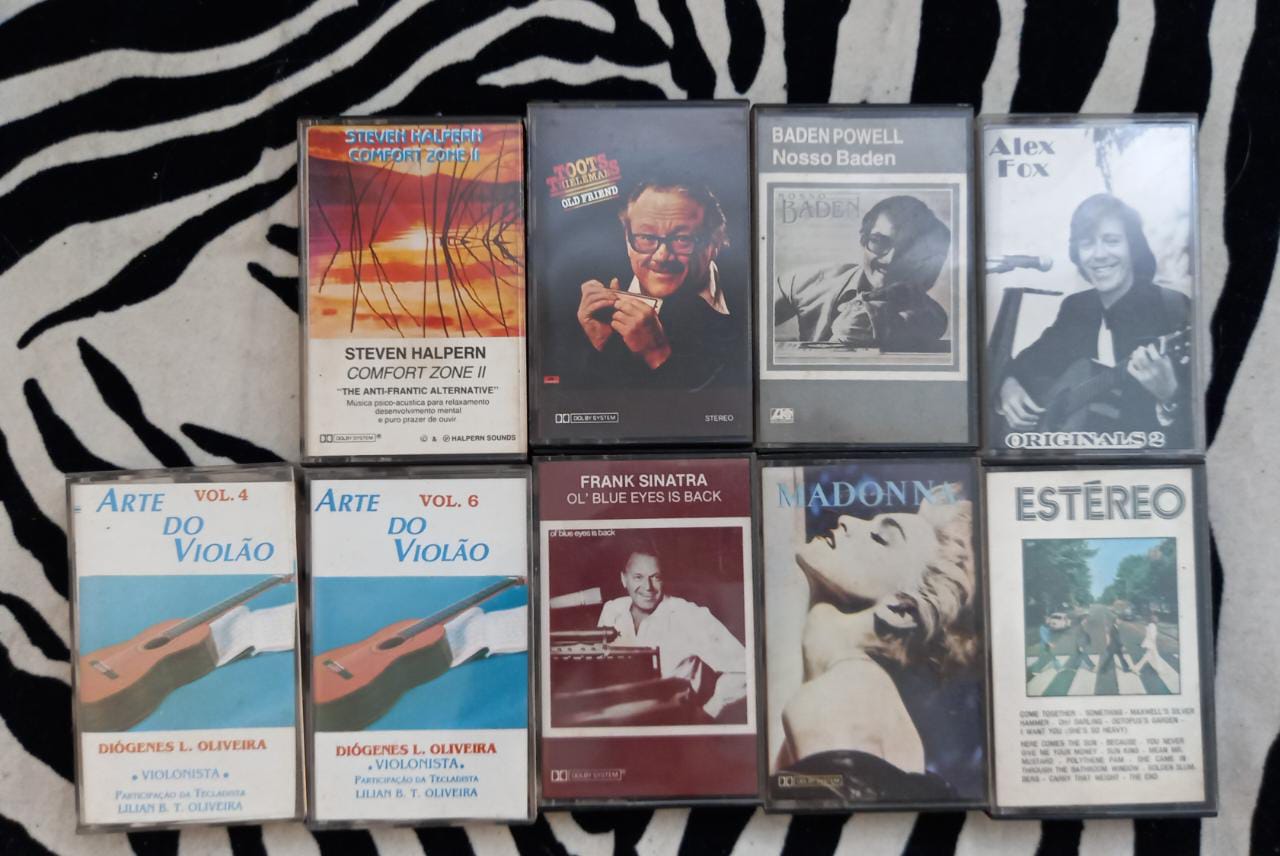 STEVEN HALPERN
COMFORT ZONE II
STEVEN HALPERN
COMFORT ZONE II
"THE ANTI-FRANTIC ALTERNATIVE"
Música psico-acústica para relaxamento
desenvolvimento mental
e puro prazer de ouvir
DOLBY SYSTEM ®
© & ℗ HALPERN SOUNDS
TOOTS
THIELEMANS
OLD FRIEND
DOLBY SYSTEM
STEREO
BADEN POWELL
Nosso Baden
NOSSO
BADEN
Alex
Fox
ORIGINALS 2
ARTE VOL. 4
DO
VIOLÃO
DIÓGENES L. OLIVEIRA
• VIOLONISTA •
PARTICIPAÇÃO DA TECLADISTA
LILIAN B. T. OLIVEIRA
ARTE VOL. 6
DO
VIOLÃO
DIÓGENES L. OLIVEIRA
• VIOLONISTA •
PARTICIPAÇÃO DA TECLADISTA
LILIAN B. T. OLIVEIRA
FRANK SINATRA
OL' BLUE EYES IS BACK
ol' blue eyes is back
DOLBY SYSTEM
MADONNA
DOLBY SYSTEM
ESTÉREO
COME TOGETHER - SOMETHING - MAXWELL'S SILVER
HAMMER - OH! DARLING - OCTOPUS'S GARDEN -
I WANT YOU (SHE'S SO HEAVY)
HERE COMES THE SUN - BECAUSE - YOU NEVER
GIVE ME YOUR MONEY - SUN KING - MEAN MR.
MUSTARD - POLYTHENE PAM - SHE CAME IN
THROUGH THE BATHROOM WINDOW - GOLDEN SLUM-
BERS - CARRY THAT WEIGHT - THE END